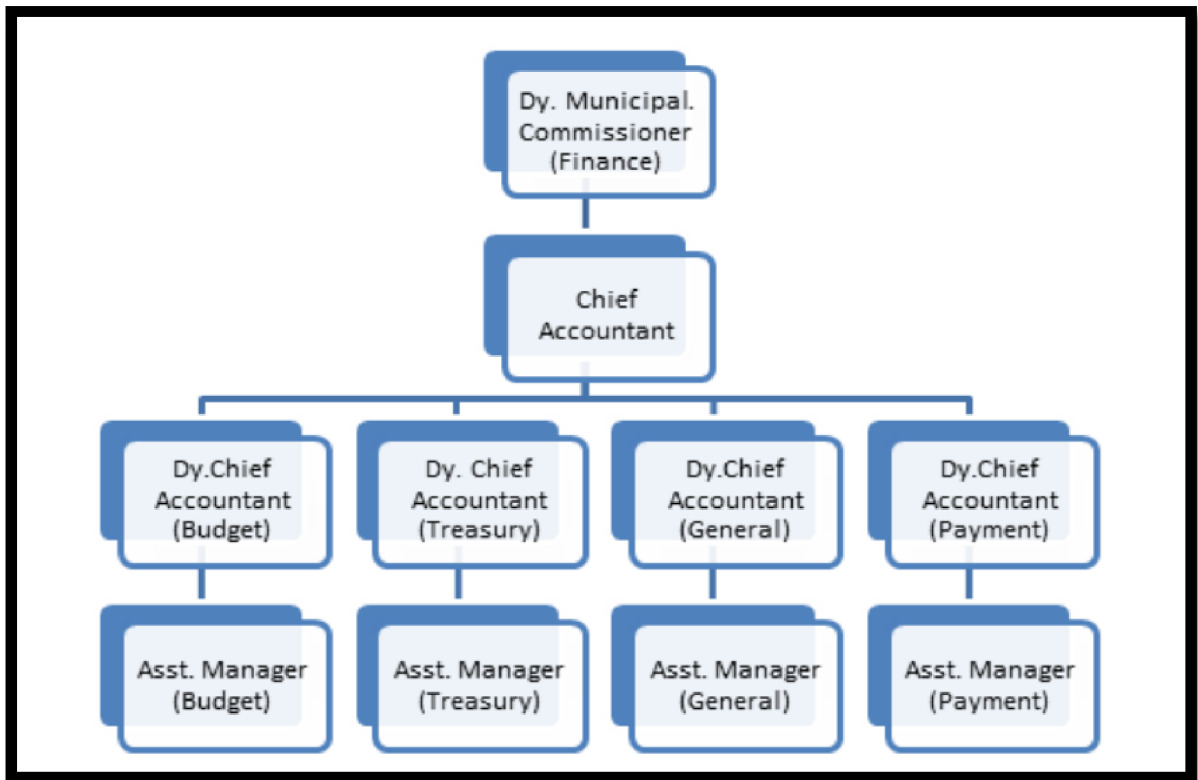 Dy. Municipal.
Commissioner
(Finance)
Chief
Accountant
Dy.Chief
Accountant
(Budget)
Dy. Chief
Accountant
(Treasury)
Dy.Chief
Accountant
(General)
Dy.Chief
Accountant
(Payment)
Asst. Manager
(Budget)
Asst. Manager
(Treasury)
Asst. Manager
(General)
Asst. Manager
(Payment)